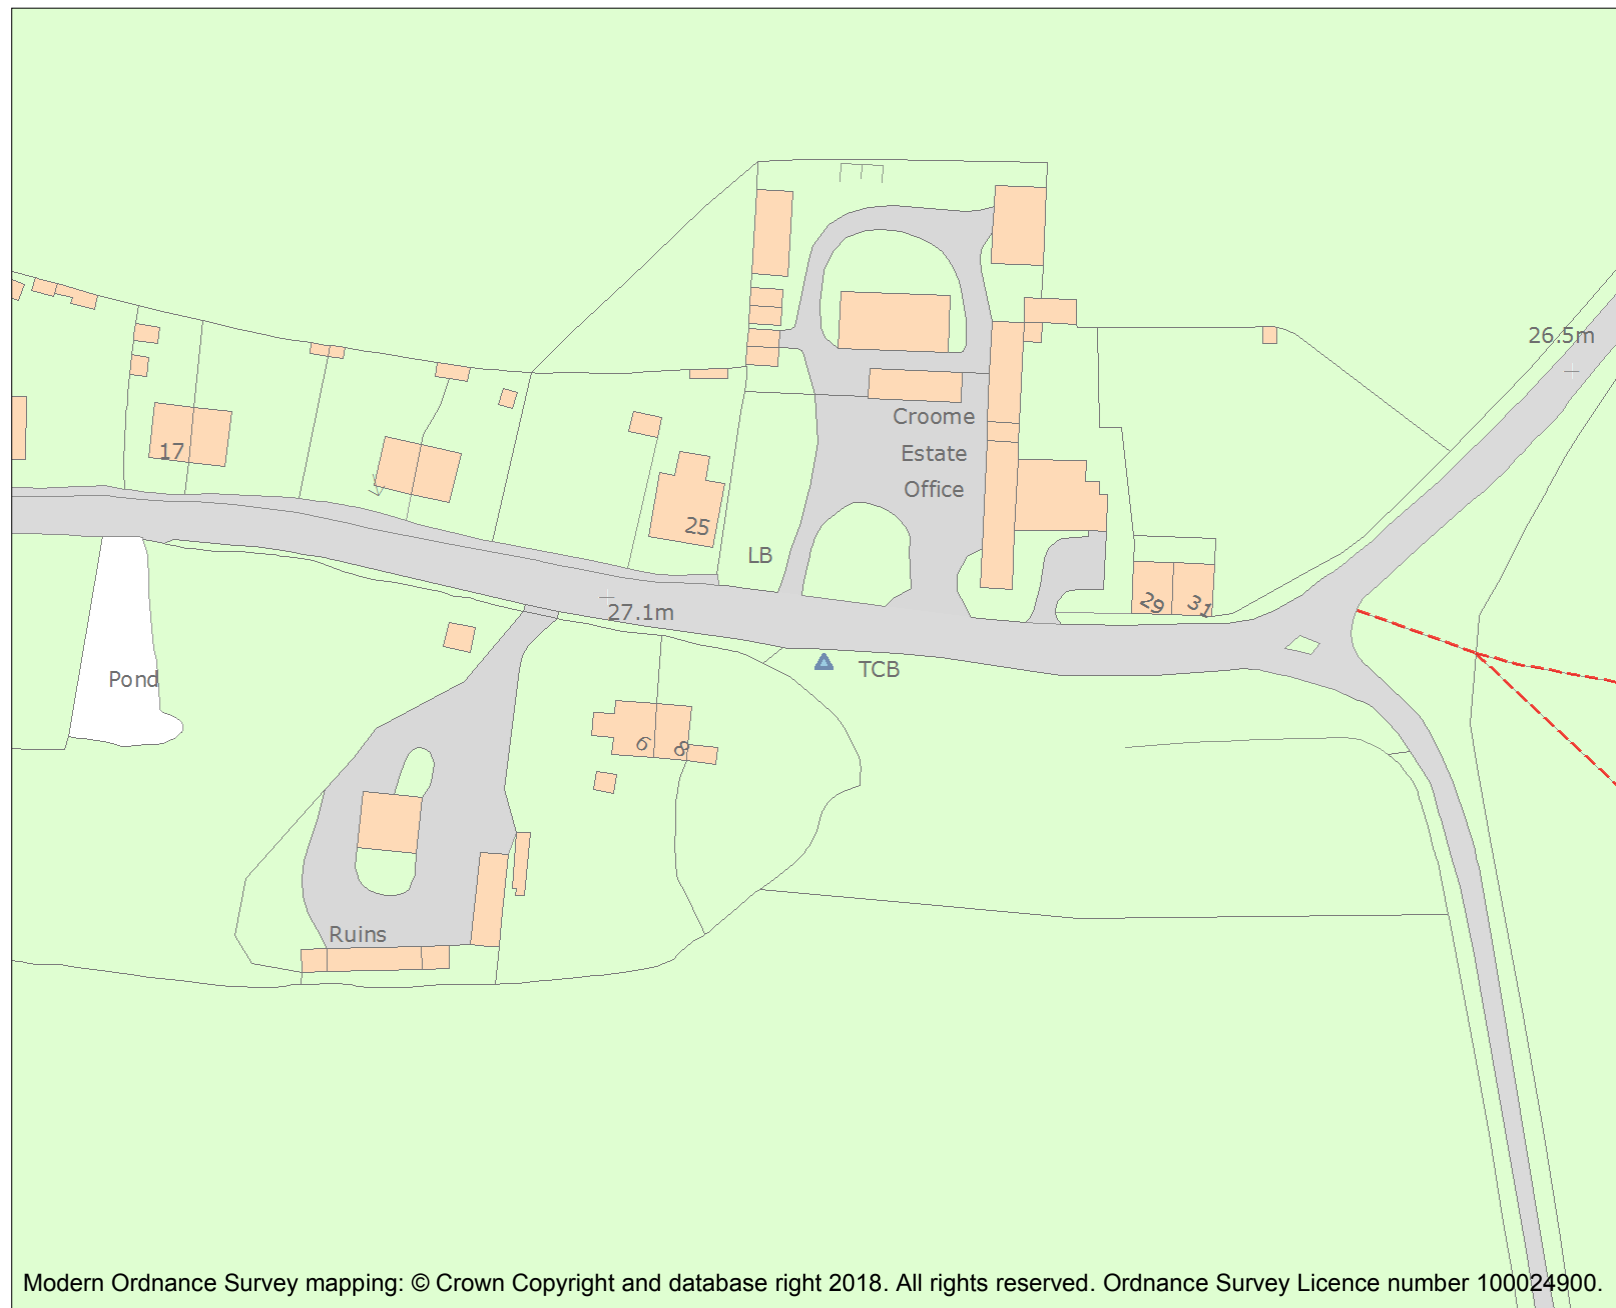 26.5m
Croome
Estate
Office
17
25
LB
29
31
27.1m
TCB
Pond
6
8
Ruins
Modern Ordnance Survey mapping: © Crown Copyright and database right 2018. All rights reserved. Ordnance Survey Licence number 100024900.